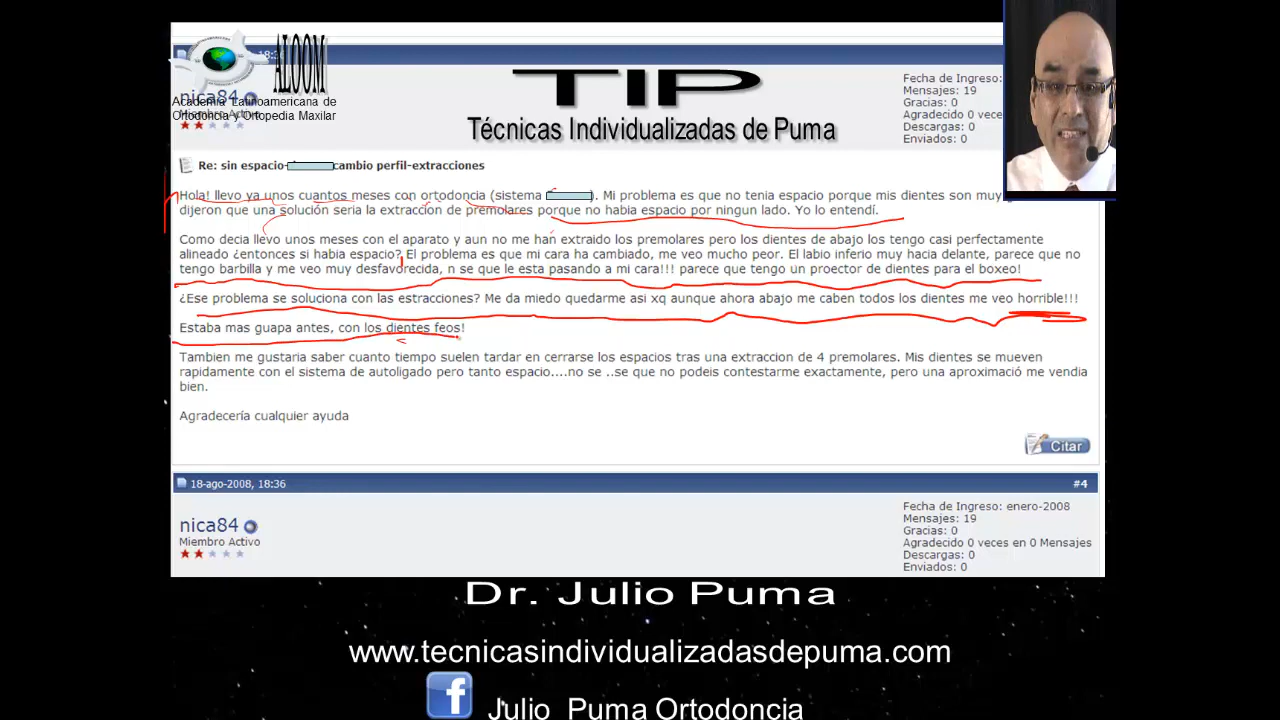 18:36
ALOOM
nica84
Academia Latinoamericana de
Miembro Activo
Ortodoncia y Ortopedia Maxilar
TIP
Técnicas Individualizadas de Puma
Fecha de Ingreso:
Mensajes: 19
Gracias: 0
Agradecido 0 vece
Descargas: 0
Enviados: 0
Re: sin espacio- cambio perfil-extracciones
Hola! llevo ya unos cuantos meses con ortodoncia (sistema ). Mi problema es que no tenia espacio porque mis dientes son muy
dijeron que una solución seria la extraccion de premolares porque no habia espacio por ningun lado. Yo lo entendí.
Como decia llevo unos meses con el aparato y aun no me han extraido los premolares pero los dientes de abajo los tengo casi perfectamente
alineado ¿entonces si habia espacio? El problema es que mi cara ha cambiado, me veo mucho peor. El labio inferio muy hacia delante, parece que no
tengo barbilla y me veo muy desfavorecida, n se que le esta pasando a mi cara!!! parece que tengo un proector de dientes para el boxeo!
¿Ese problema se soluciona con las estracciones? Me da miedo quedarme asi xq aunque ahora abajo me caben todos los dientes me veo horrible!!!
Estaba mas guapa antes, con los dientes feos!
Tambien me gustaria saber cuanto tiempo suelen tardar en cerrarse los espacios tras una extraccion de 4 premolares. Mis dientes se mueven
rapidamente con el sistema de autoligado pero tanto espacio....no se ..se que no podeis contestarme exactamente, pero una aproximació me vendia
bien.
Agradecería cualquier ayuda
Citar
18-ago-2008, 18:36 #4
nica84
Miembro Activo
Fecha de Ingreso: enero-2008
Mensajes: 19
Gracias: 0
Agradecido 0 veces en 0 Mensajes
Descargas: 0
Enviados: 0
Dr. Julio Puma
www.tecnicasindividualizadasdepuma.com
f Julio Puma Ortodoncia